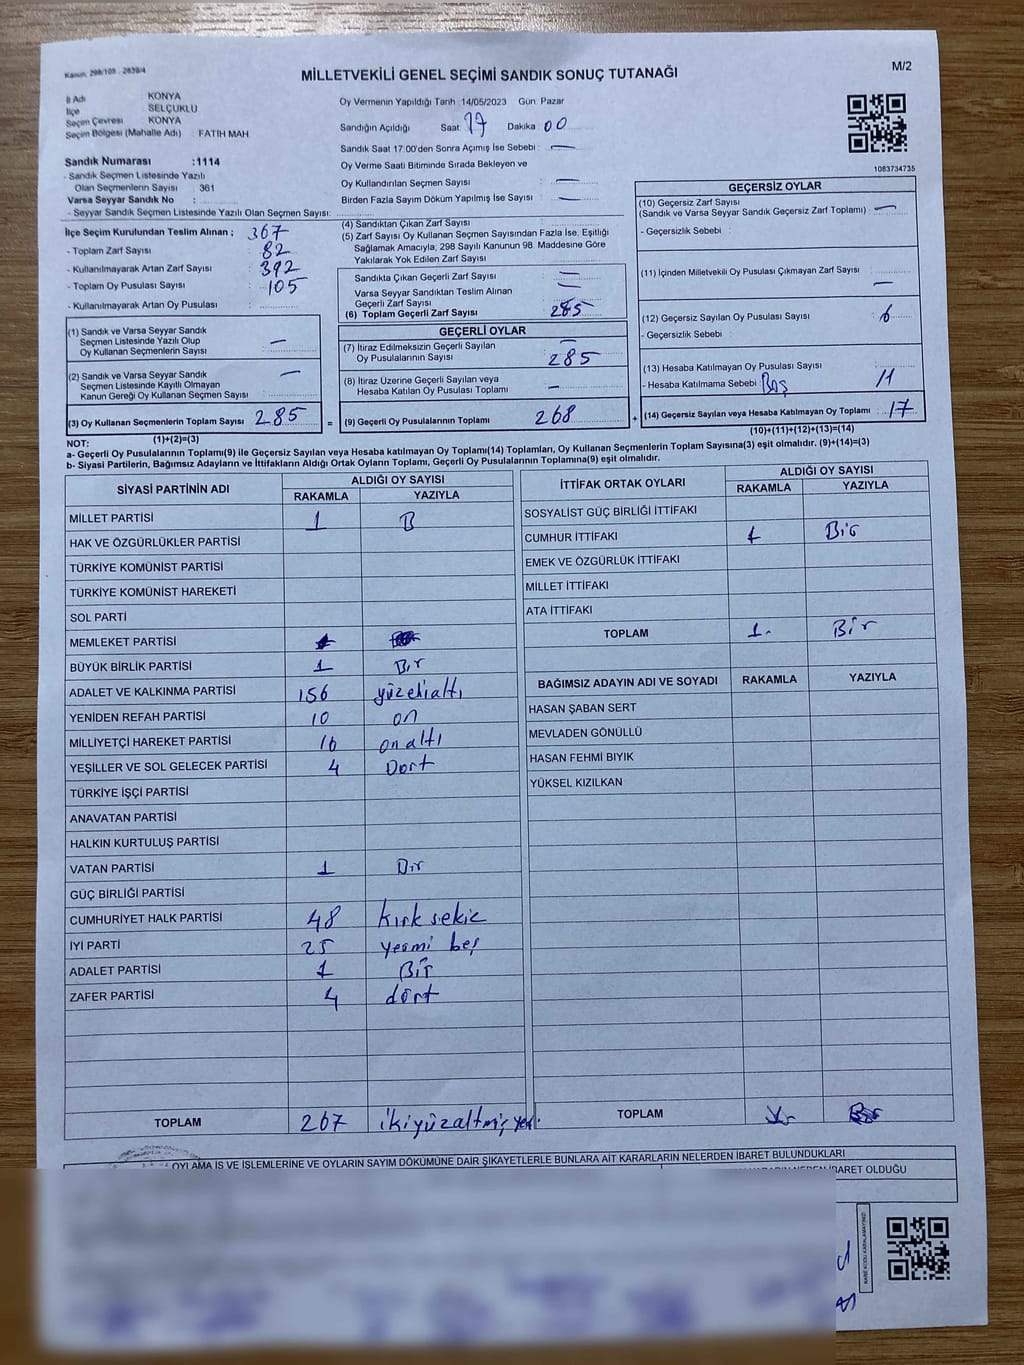 Kanun: 298/105 - 2839/4
MİLLETVEKİLİ GENEL SEÇİMİ SANDIK SONUÇ TUTANAĞI
M/2
İl Adı KONYA
İlçe SELÇUKLU
Seçim Çevresi KONYA
Seçim Bölgesi (Mahalle Adı) : FATİH MAH
Oy Vermenin Yapıldığı Tarih :14/05/2023 Gün Pazar
Sandığın Açıldığı Saat 17 Dakika 00
Sandık Saat 17:00'den Sonra Açımış İse Sebebi : —
Oy Verme Saati Bitiminde Sırada Bekleyen ve
Oy Kullandırılan Seçmen Sayısı : —
Birden Fazla Sayım Döküm Yapılmış İse Sayısı : —
1083734735
Sandık Numarası :1114
- Sandık Seçmen Listesinde Yazılı
Olan Seçmenlerin Sayısı 361
Varsa Seyyar Sandık No :
- Seyyar Sandık Seçmen Listesinde Yazılı Olan Seçmen Sayısı:
İlçe Seçim Kurulundan Teslim Alınan ; 367
- Toplam Zarf Sayısı 82
- Kullanılmayarak Artan Zarf Sayısı 392
- Toplam Oy Pusulası Sayısı 105
- Kullanılmayarak Artan Oy Pusulası
(1) Sandık ve Varsa Seyyar Sandık
Seçmen Listesinde Yazılı Olup
Oy Kullanan Seçmenlerin Sayısı —
(2) Sandık ve Varsa Seyyar Sandık
Seçmen Listesinde Kayıtlı Olmayan
Kanun Gereği Oy Kullanan Seçmen Sayısı —
(3) Oy Kullanan Seçmenlerin Toplam Sayısı 285
(1)+(2)=(3)
(4) Sandıktan Çıkan Zarf Sayısı
(5) Zarf Sayısı Oy Kullanan Seçmen Sayısından Fazla İse, Eşitliği
Sağlamak Amacıyla, 298 Sayılı Kanunun 98. Maddesine Göre
Yakılarak Yok Edilen Zarf Sayısı
Sandıkta Çıkan Geçerli Zarf Sayısı —
Varsa Seyyar Sandıktan Teslim Alınan
Geçerli Zarf Sayısı —
(6) Toplam Geçerli Zarf Sayısı 285
GEÇERLİ OYLAR
(7) İtiraz Edilmeksizin Geçerli Sayılan
Oy Pusulalarının Sayısı : 285
(8) İtiraz Üzerine Geçerli Sayılan veya
Hesaba Katılan Oy Pusulası Toplamı : —
= (9) Geçerli Oy Pusulalarının Toplamı 268
GEÇERSİZ OYLAR
(10) Geçersiz Zarf Sayısı
(Sandık ve Varsa Seyyar Sandık Geçersiz Zarf Toplamı) —
- Geçersizlik Sebebi :
(11) İçinden Milletvekili Oy Pusulası Çıkmayan Zarf Sayısı —
(12) Geçersiz Sayılan Oy Pusulası Sayısı : 6
- Geçersizlik Sebebi :
(13) Hesaba Katılmayan Oy Pusulası Sayısı
- Hesaba Katılmama Sebebi Boş 11
+ (14) Geçersiz Sayılan veya Hesaba Katılmayan Oy Toplamı : 17
(10)+(11)+(12)+(13)=(14)
NOT:
a- Geçerli Oy Pusulalarının Toplamı(9) ile Geçersiz Sayılan veya Hesaba katılmayan Oy Toplamı(14) Toplamları, Oy Kullanan Seçmenlerin Toplam Sayısına(3) eşit olmalıdır. (9)+(14)=(3)
b- Siyasi Partilerin, Bağımsız Adayların ve İttifakların Aldığı Ortak Oyların Toplamı, Geçerli Oy Pusulalarının Toplamına(9) eşit olmalıdır.
SİYASİ PARTİNİN ADI ALDIĞI OY SAYISI
RAKAMLA YAZIYLA
MİLLET PARTİSİ 1 B
HAK VE ÖZGÜRLÜKLER PARTİSİ
TÜRKİYE KOMÜNİST PARTİSİ
TÜRKİYE KOMÜNİST HAREKETİ
SOL PARTİ
MEMLEKET PARTİSİ
BÜYÜK BİRLİK PARTİSİ 1 Bir
ADALET VE KALKINMA PARTİSİ 156 yüzelialtı
YENİDEN REFAH PARTİSİ 10 on
MİLLİYETÇİ HAREKET PARTİSİ 16 onaltı
YEŞİLLER VE SOL GELECEK PARTİSİ 4 Dort
TÜRKİYE İŞÇİ PARTİSİ
ANAVATAN PARTİSİ
HALKIN KURTULUŞ PARTİSİ
VATAN PARTİSİ 1 Bir
GÜÇ BİRLİĞİ PARTİSİ
CUMHURİYET HALK PARTİSİ 48 kırk sekiz
İYİ PARTİ 25 yermi beş
ADALET PARTİSİ 1 Bir
ZAFER PARTİSİ 4 dört
TOPLAM 267 ikiyüzaltmış yedi
İTTİFAK ORTAK OYLARI ALDIĞI OY SAYISI
RAKAMLA YAZIYLA
SOSYALİST GÜÇ BİRLİĞİ İTTİFAKI
CUMHUR İTTİFAKI 1 Bir
EMEK VE ÖZGÜRLÜK İTTİFAKI
MİLLET İTTİFAKI
ATA İTTİFAKI
TOPLAM 1. Bir
BAĞIMSIZ ADAYIN ADI VE SOYADI RAKAMLA YAZIYLA
HASAN ŞABAN SERT
MEVLADEN GÖNÜLLÜ
HASAN FEHMİ BIYIK
YÜKSEL KIZILKAN
TOPLAM
OYLAMA İŞ VE İŞLEMLERİNE VE OYLARIN SAYIM DÖKÜMÜNE DAİR ŞİKAYETLERLE BUNLARA AİT KARARLARIN NELERDEN İBARET BULUNDUKLARI
NEDEN İBARET OLDUĞU
KARE KODU KARALAMAYINIZ!